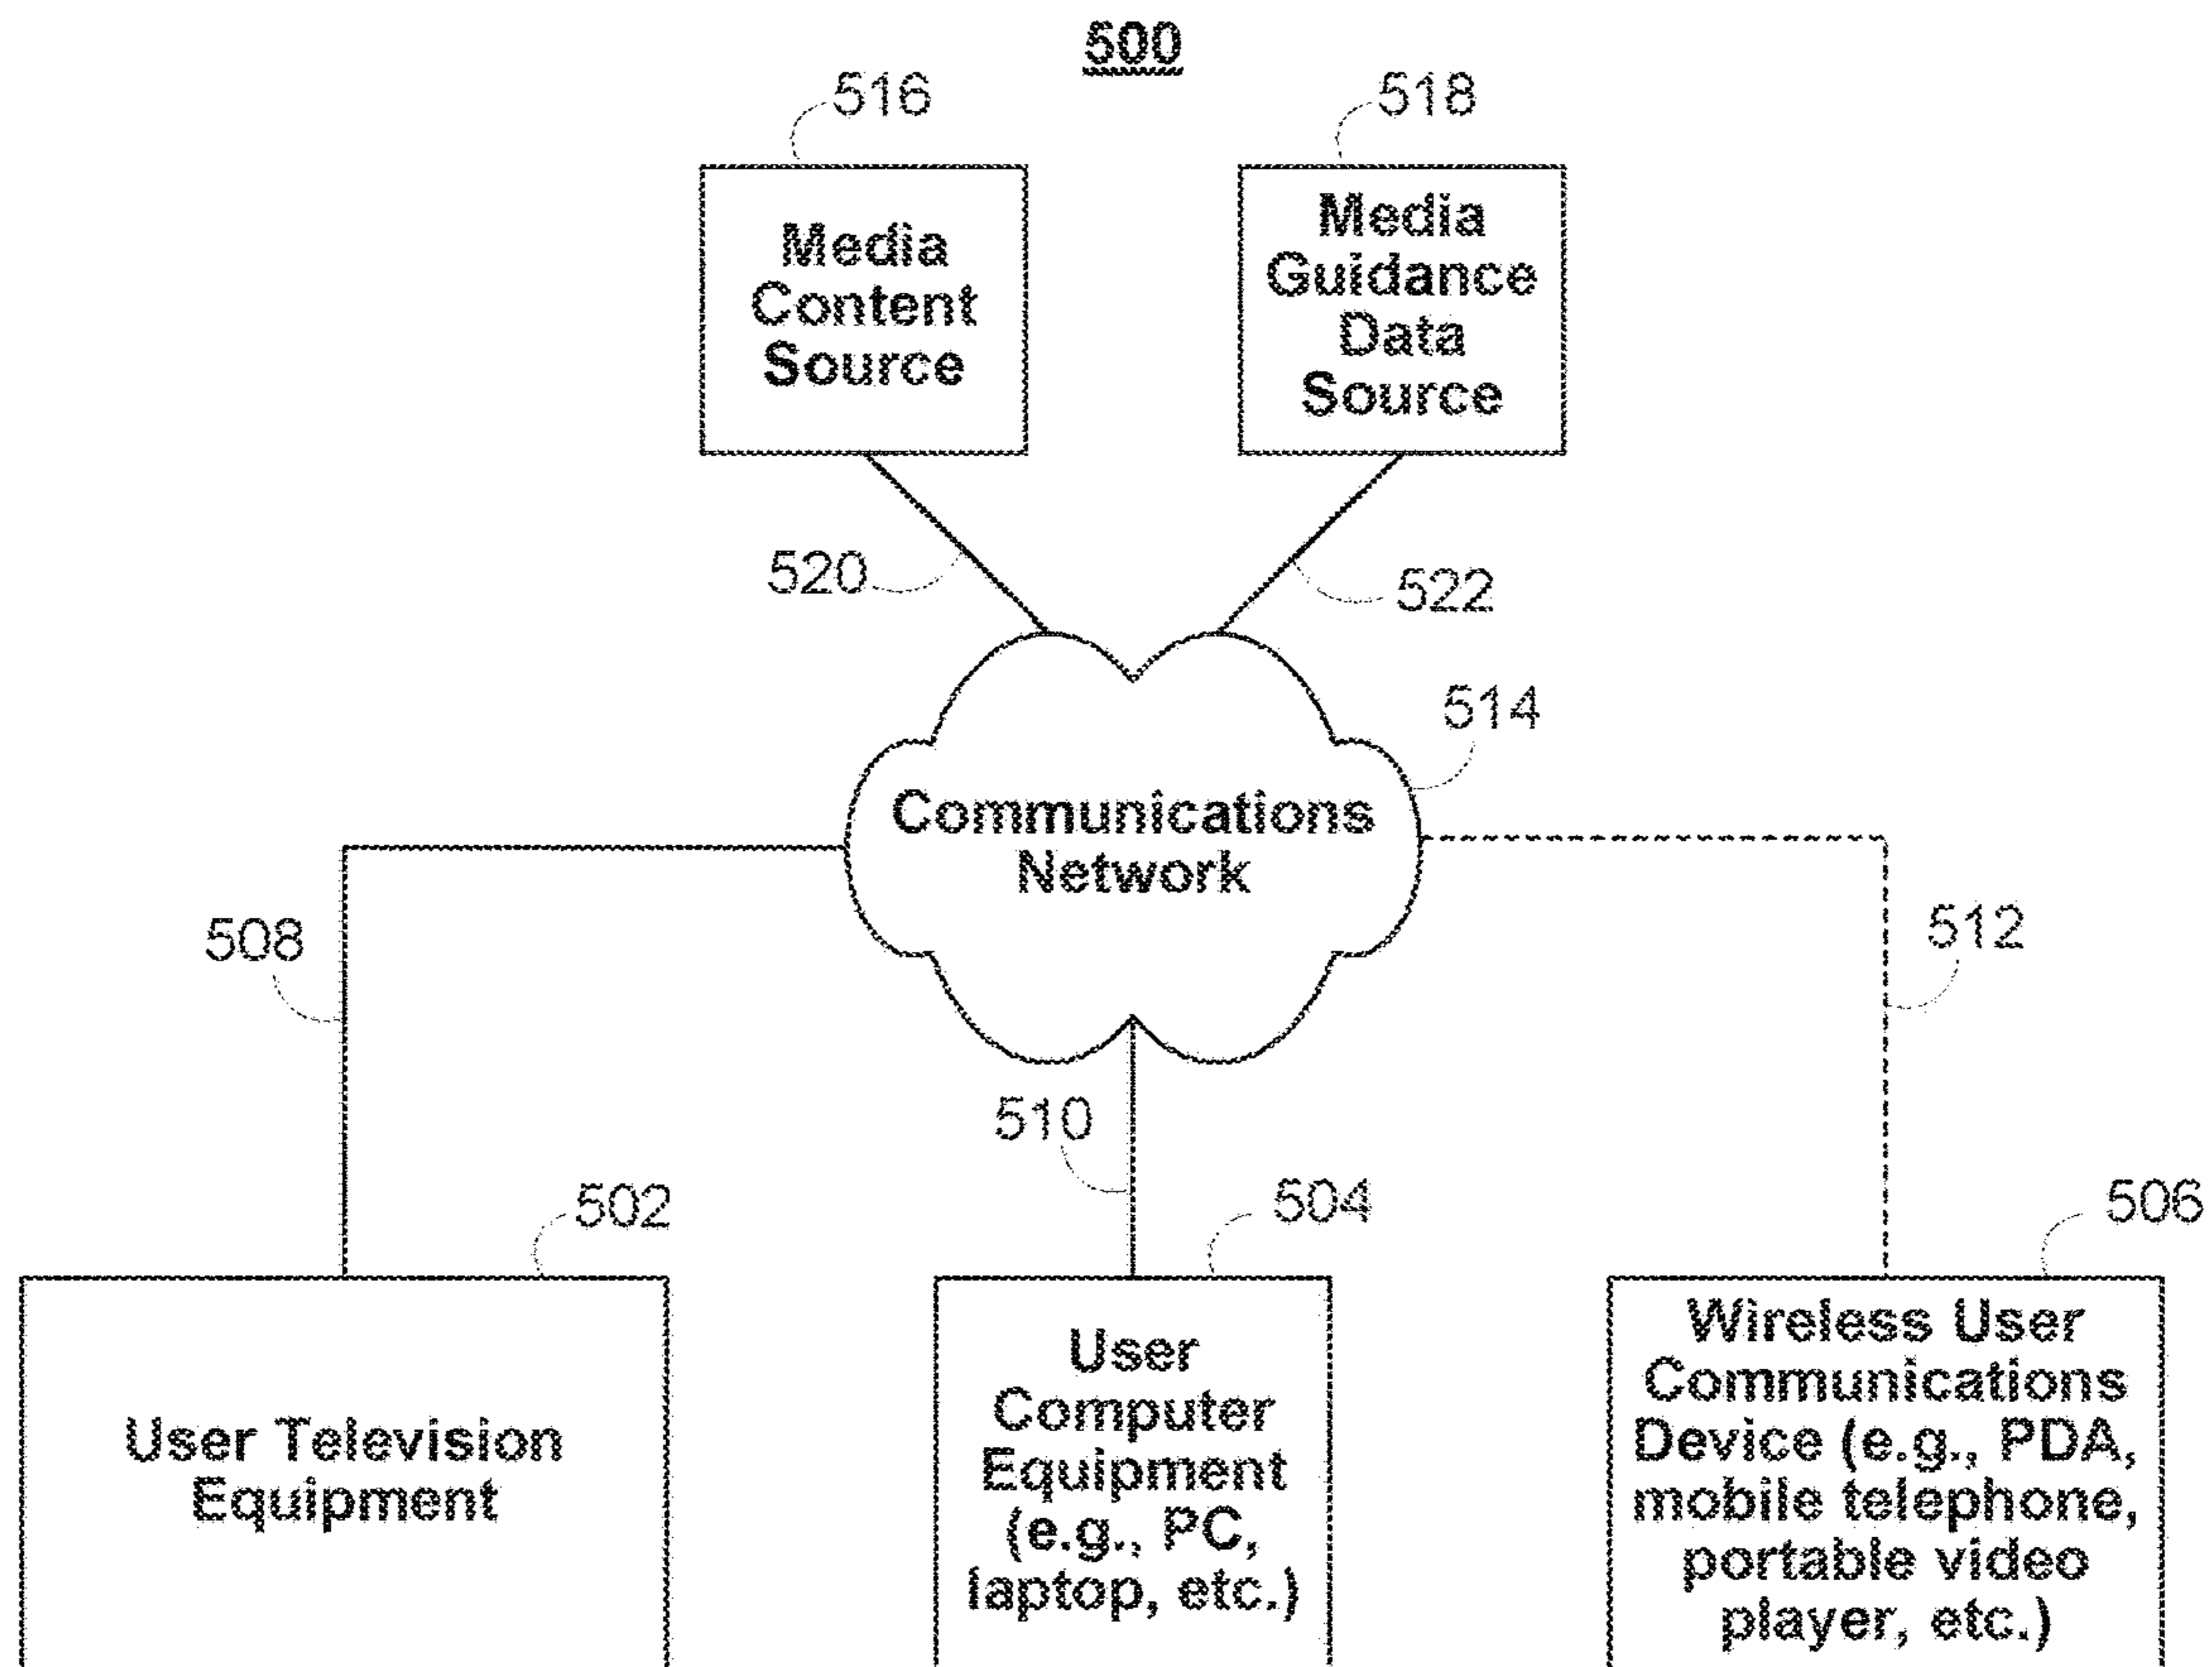 500
516
518
Media
Content
Source
Media
Guidance
Data
Source
520
522
514
Communications
Network
508
512
510
502
504
506
User Television
Equipment
User
Computer
Equipment
(e.g., PC,
laptop, etc.)
Wireless User
Communications
Device (e.g., PDA,
mobile telephone,
portable video
player, etc.)